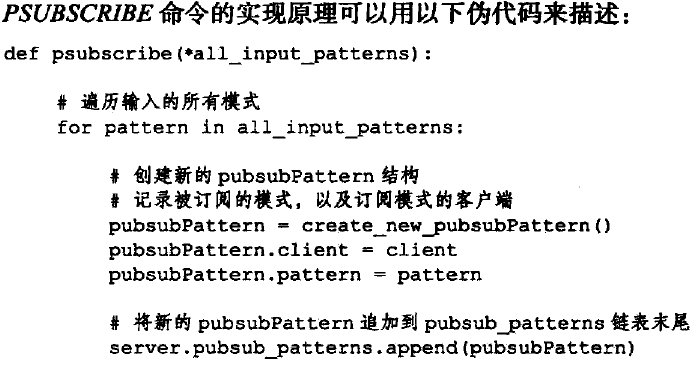 PSUBSCRIBE 命令的实现原理可以用以下伪代码来描述：
def psubscribe(*all_input_patterns):
# 遍历输入的所有模式
for pattern in all_input_patterns:
# 创建新的 pubsubPattern 结构
# 记录被订阅的模式，以及订阅模式的客户端
pubsubPattern = create_new_pubsubPattern()
pubsubPattern.client = client
pubsubPattern.pattern = pattern
# 将新的 pubsubPattern 追加到 pubsub_patterns 链表末尾
server.pubsub_patterns.append(pubsubPattern)